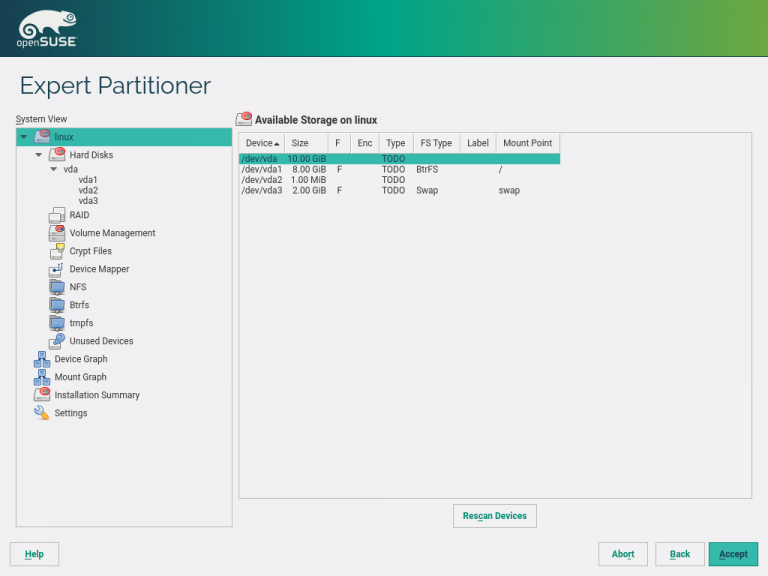 openSUSE
Expert Partitioner
System View
linux
Hard Disks
vda
vda1
vda2
vda3
RAID
Volume Management
Crypt Files
Device Mapper
NFS
Btrfs
tmpfs
Unused Devices
Device Graph
Mount Graph
Installation Summary
Settings
Available Storage on linux
Device Size F Enc Type FS Type Label Mount Point
/dev/vda 10.00 GiB TODO
/dev/vda1 8.00 GiB F TODO BtrFS /
/dev/vda2 1.00 MiB TODO
/dev/vda3 2.00 GiB F TODO Swap swap
Rescan Devices
Help Abort Back Accept